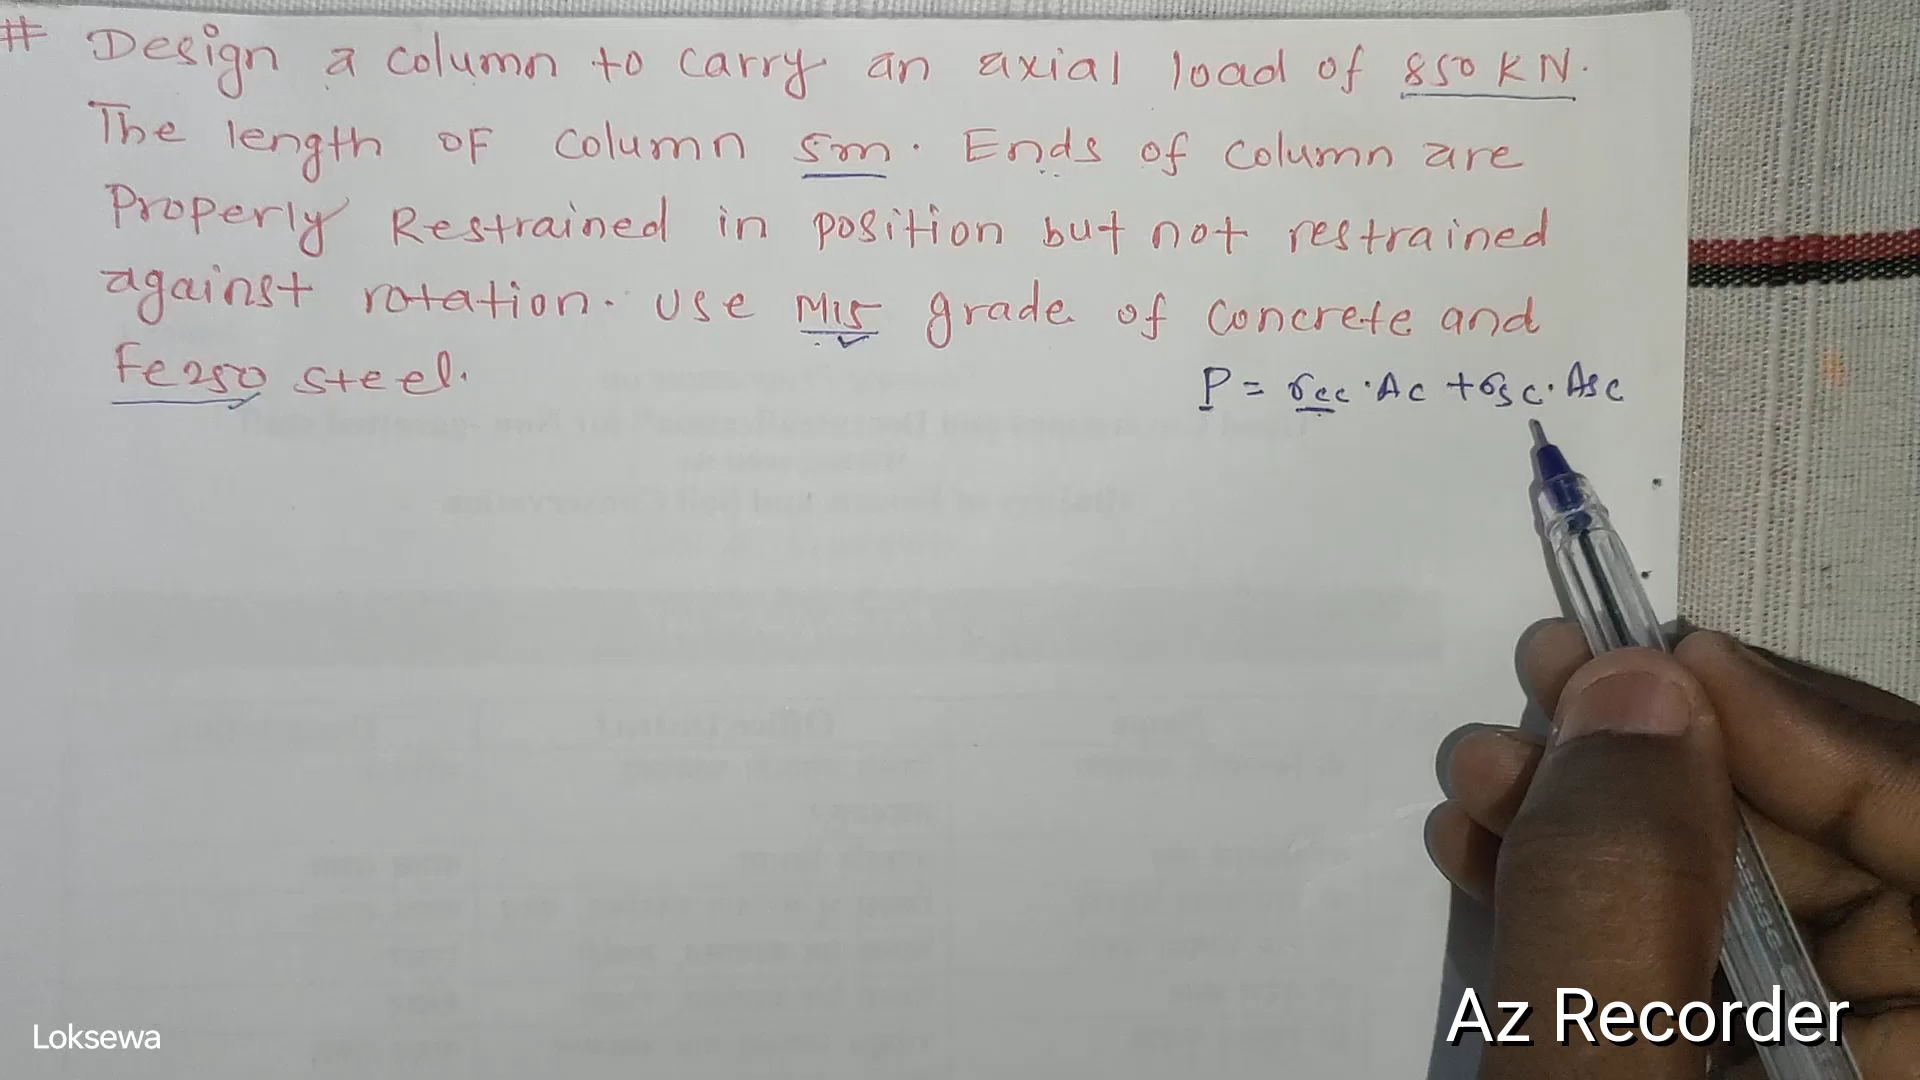 # Design a column to carry an axial load of 850 KN.
The length of column 5m. Ends of column are
Properly Restrained in position but not restrained
against rotation. use M15 grade of concrete and
Fe250 steel.
P = σcc·Ac + σsc·Asc
Loksewa
Az Recorder